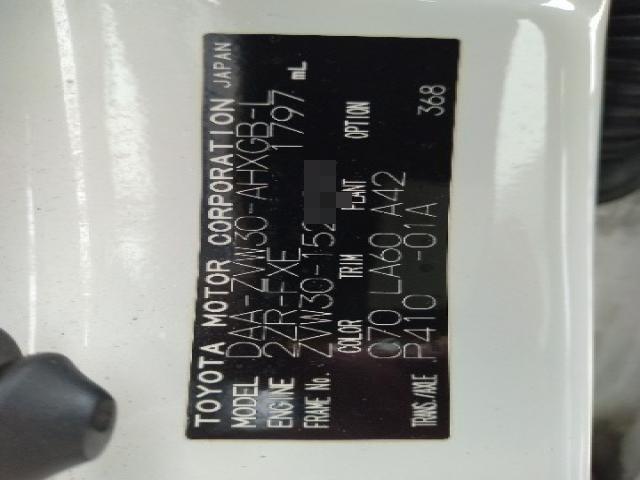 TOYOTA MOTOR CORPORATION JAPAN
MODEL DAA-ZVW30-AHXGB-L
ENGINE 2ZR-FXE 1797 mL
FRAME No. ZVW30-152
COLOR TRIM PLANT OPTION
070 LA60 A42
TRANS./AXLE P410 -01A 368